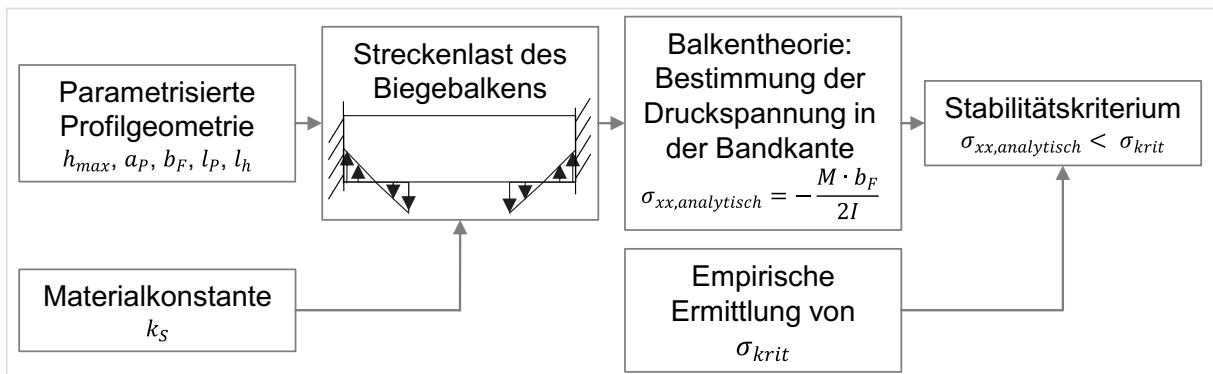 Parametrisierte
Profilgeometrie
h_max, a_P, b_F, l_P, l_h
Streckenlast des
Biegebalkens
Balkentheorie:
Bestimmung der
Druckspannung in
der Bandkante
σ_xx,analytisch = − (M · b_F) / (2I)
Stabilitätskriterium
σ_xx,analytisch < σ_krit
Materialkonstante
k_S
Empirische
Ermittlung von
σ_krit